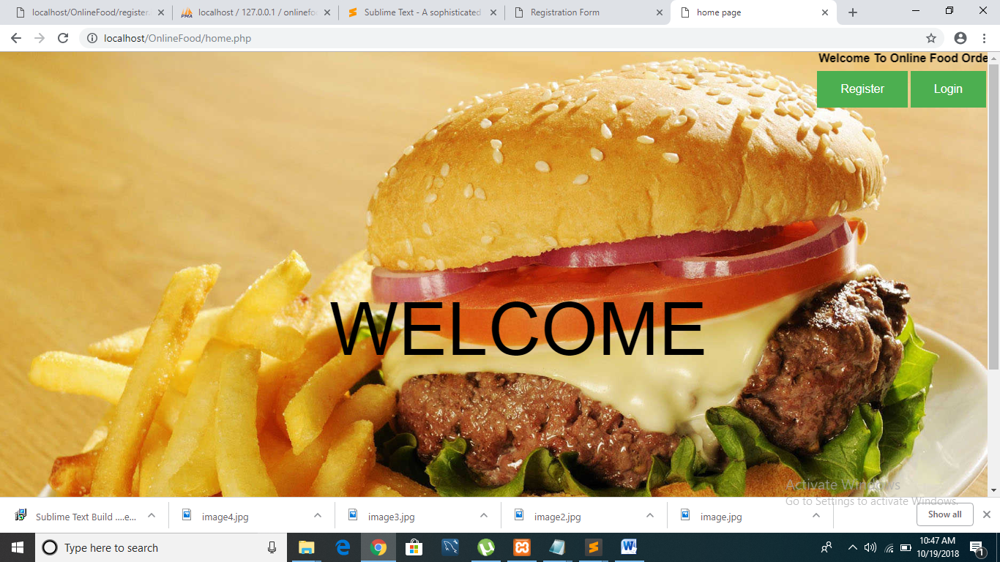 localhost/OnlineFood/register.
localhost / 127.0.0.1 / onlinefo
Sublime Text - A sophisticated
Registration Form
home page
localhost/OnlineFood/home.php
Welcome To Online Food Orde
Register
Login
WELCOME
Activate Windows
Go to Settings to activate Windows.
Sublime Text Build ....e...
image4.jpg
image3.jpg
image2.jpg
image.jpg
Show all
Type here to search
10:47 AM
10/19/2018